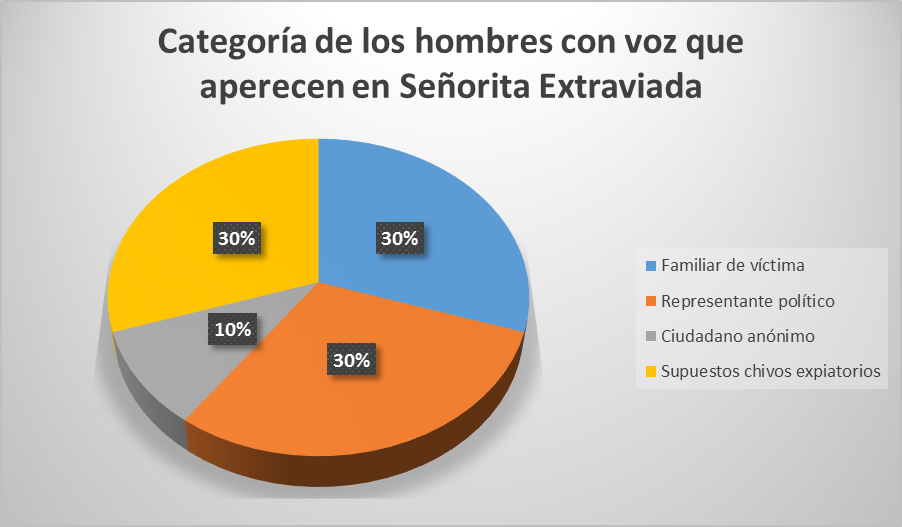 Categoría de los hombres con voz que
aperecen en Señorita Extraviada
30%
30%
10%
30%
Familiar de víctima
Representante político
Ciudadano anónimo
Supuestos chivos expiatorios